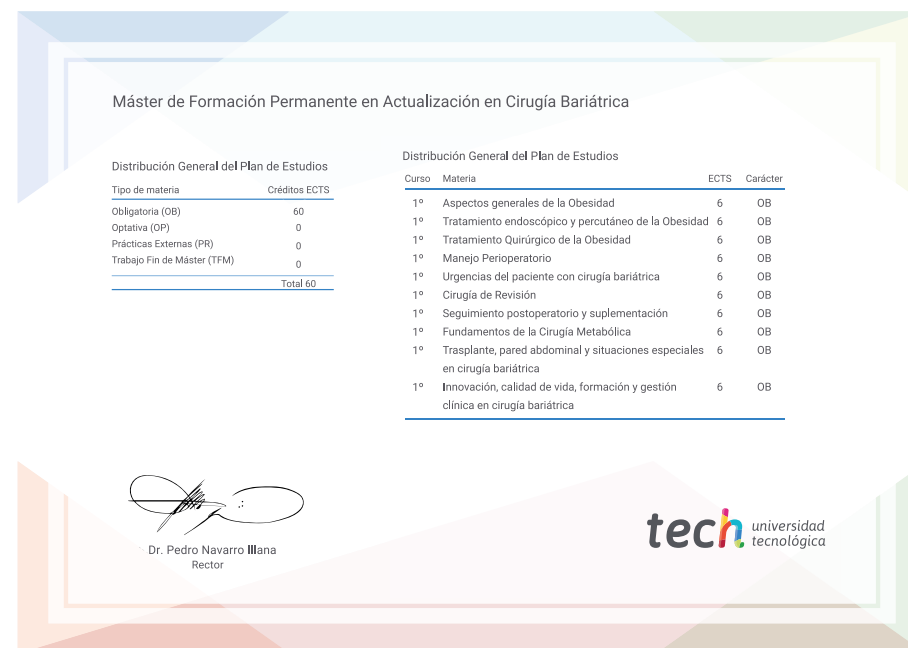 Máster de Formación Permanente en Actualización en Cirugía Bariátrica
Distribución General del Plan de Estudios
Tipo de materia Créditos ECTS
Obligatoria (OB) 60
Optativa (OP) 0
Prácticas Externas (PR) 0
Trabajo Fin de Máster (TFM) 0
Total 60
Distribución General del Plan de Estudios
Curso Materia ECTS Carácter
1º Aspectos generales de la Obesidad 6 OB
1º Tratamiento endoscópico y percutáneo de la Obesidad 6 OB
1º Tratamiento Quirúrgico de la Obesidad 6 OB
1º Manejo Perioperatorio 6 OB
1º Urgencias del paciente con cirugía bariátrica 6 OB
1º Cirugía de Revisión 6 OB
1º Seguimiento postoperatorio y suplementación 6 OB
1º Fundamentos de la Cirugía Metabólica 6 OB
1º Trasplante, pared abdominal y situaciones especiales 6 OB
en cirugía bariátrica
1º Innovación, calidad de vida, formación y gestión 6 OB
clínica en cirugía bariátrica
Dr. Pedro Navarro Illana
Rector
tech universidad
tecnológica